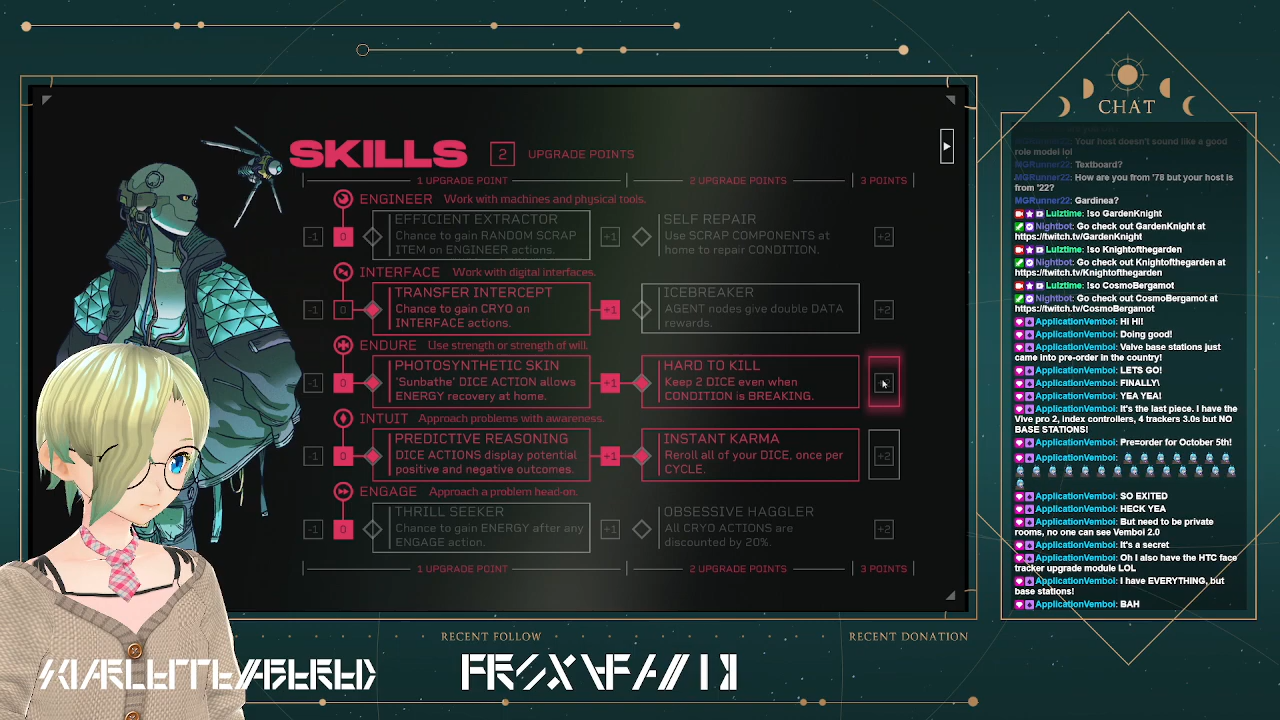 SKILLS 2 UPGRADE POINTS
1 UPGRADE POINT 2 UPGRADE POINTS 3 POINTS
ENGINEER Work with machines and physical tools.
-1 0 EFFICIENT EXTRACTOR +1 SELF REPAIR +2
Chance to gain RANDOM SCRAP Use SCRAP COMPONENTS at
ITEM on ENGINEER actions. home to repair CONDITION.
INTERFACE Work with digital interfaces.
-1 0 TRANSFER INTERCEPT +1 ICEBREAKER +2
Chance to gain CRYO on AGENT nodes give double DATA
INTERFACE actions. rewards.
ENDURE Use strength or strength of will.
-1 0 PHOTOSYNTHETIC SKIN +1 HARD TO KILL
'Sunbathe' DICE ACTION allows Keep 2 DICE even when
ENERGY recovery at home. CONDITION is BREAKING.
INTUIT Approach problems with awareness.
-1 0 PREDICTIVE REASONING +1 INSTANT KARMA +2
DICE ACTIONS display potential Reroll all of your DICE, once per
positive and negative outcomes. CYCLE.
ENGAGE Approach a problem head-on.
-1 0 THRILL SEEKER +1 OBSESSIVE HAGGLER +2
Chance to gain ENERGY after any All CRYO ACTIONS are
ENGAGE action. discounted by 20%.
1 UPGRADE POINT 2 UPGRADE POINTS 3 POINTS
RECENT FOLLOW RECENT DONATION
CHAT
MGRunner22: Your host doesn't sound like a good
role model lol
MGRunner22: Textboard?
MGRunner22: How are you from '78 but your host is
from '22?
MGRunner22: Gardinea?
Luiztime: !so GardenKnight
Nightbot: Go check out GardenKnight at
https://twitch.tv/GardenKnight
Luiztime: !so Knightofthegarden
Nightbot: Go check out Knightofthegarden at
https://twitch.tv/Knightofthegarden
Luiztime: !so CosmoBergamot
Nightbot: Go check out CosmoBergamot at
https://twitch.tv/CosmoBergamot
ApplicationVemboi: Hi HI!
ApplicationVemboi: Doing good!
ApplicationVemboi: Valve base stations just
came into pre-order in the country!
ApplicationVemboi: LETS GO!
ApplicationVemboi: FINALLY\
ApplicationVemboi: YEA YEA!
ApplicationVemboi: It's the last piece. I have the
Vive pro 2, index controllers, 4 trackers 3.0s but NO
BASE STATIONS!
ApplicationVemboi: Pre=order for October 5th!
ApplicationVemboi:
ApplicationVemboi: SO EXITED
ApplicationVemboi: HECK YEA
ApplicationVemboi: But need to be private
rooms, no one can see Vemboi 2.0
ApplicationVemboi: It's a secret
ApplicationVemboi: Oh I also have the HTC face
tracker upgrade module LOL
ApplicationVemboi: I have EVERYTHING, but
base stations!
ApplicationVemboi: BAH